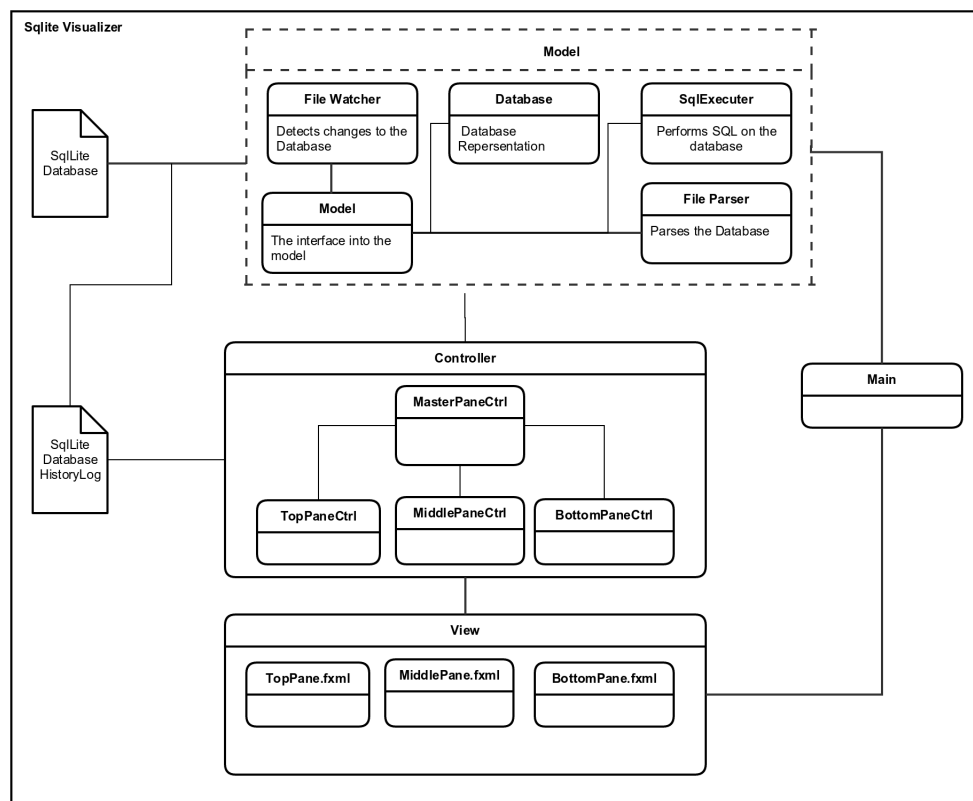 Sqlite Visualizer
Model
File Watcher
Detects changes to the
Database
Database
Database
Repersentation
SqlExecuter
Performs SQL on the
database
SqlLite
Database
Model
The interface into the
model
File Parser
Parses the Database
Controller
MasterPaneCtrl
Main
SqlLite
Database
HistoryLog
TopPaneCtrl
MiddlePaneCtrl
BottomPaneCtrl
View
TopPane.fxml
MiddlePane.fxml
BottomPane.fxml